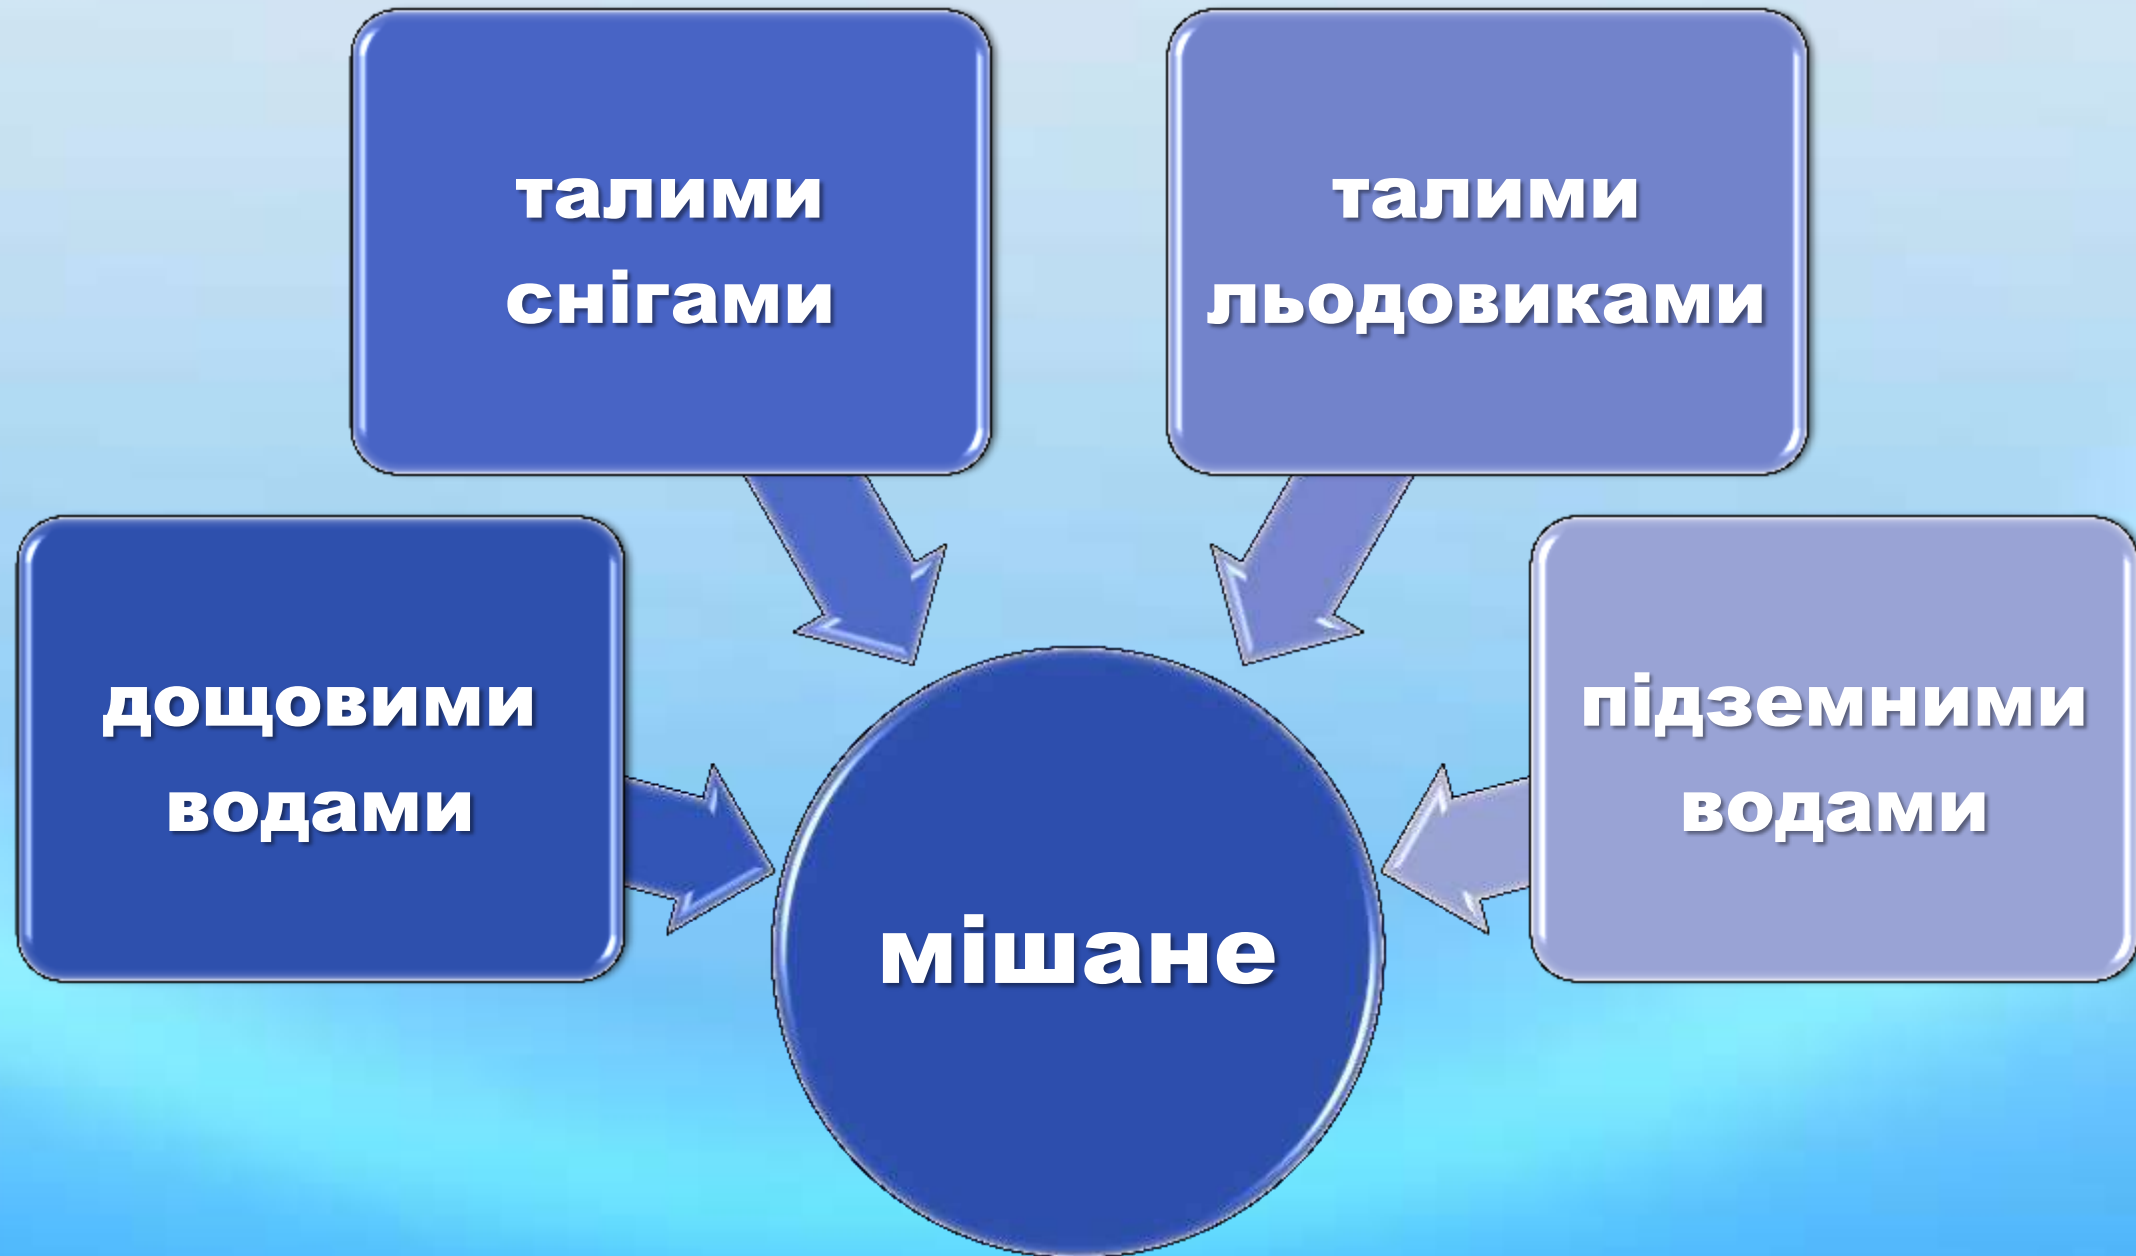 талими
снігами
талими
льодовиками
дощовими
водами
підземними
водами
мішане